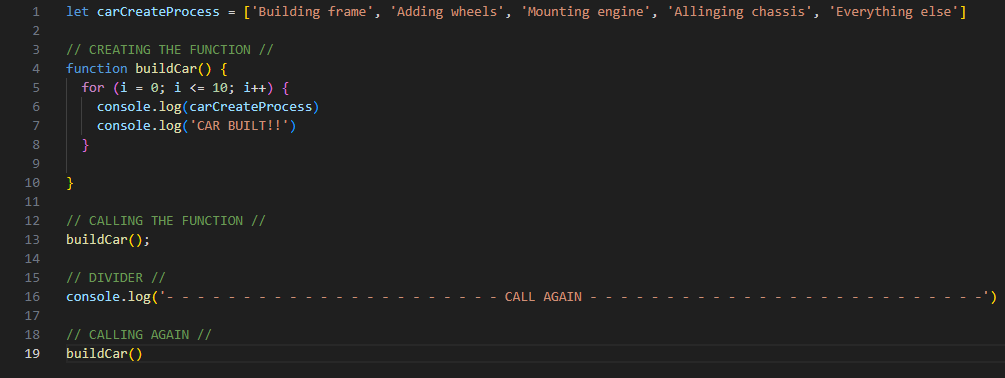 1 let carCreateProcess = ['Building frame', 'Adding wheels', 'Mounting engine', 'Allinging chassis', 'Everything else']
2
3 // CREATING THE FUNCTION //
4 function buildCar() {
5   for (i = 0; i <= 10; i++) {
6     console.log(carCreateProcess)
7     console.log('CAR BUILT!!')
8   }
9
10 }
11
12 // CALLING THE FUNCTION //
13 buildCar();
14
15 // DIVIDER //
16 console.log('- - - - - - - - - - - - - - - - - - - - - - CALL AGAIN - - - - - - - - - - - - - - - - - - - - - - - - - -')
17
18 // CALLING AGAIN //
19 buildCar()